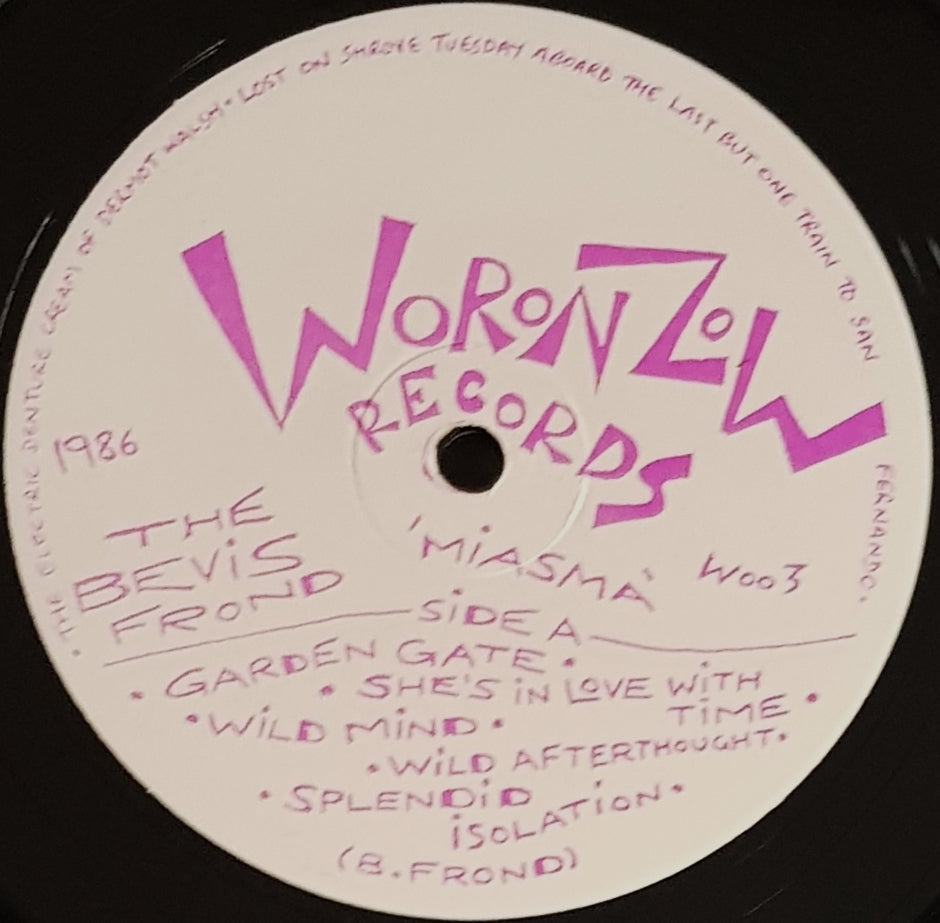 · THE ELECTRIC DENTURE CREAM OF DERMOT WALSH · LOST ON SHROVE TUESDAY ABOARD THE LAST BUT ONE TRAIN TO SAN FERNANDO ·
WORONZOW
RECORDS
1986
THE
BEVIS
FROND
'MIASMA'
W003
SIDE A
· GARDEN GATE ·
· SHE'S IN LOVE WITH
TIME ·
· WILD MIND ·
· WILD AFTERTHOUGHT ·
· SPLENDID
ISOLATION ·
(B. FROND)